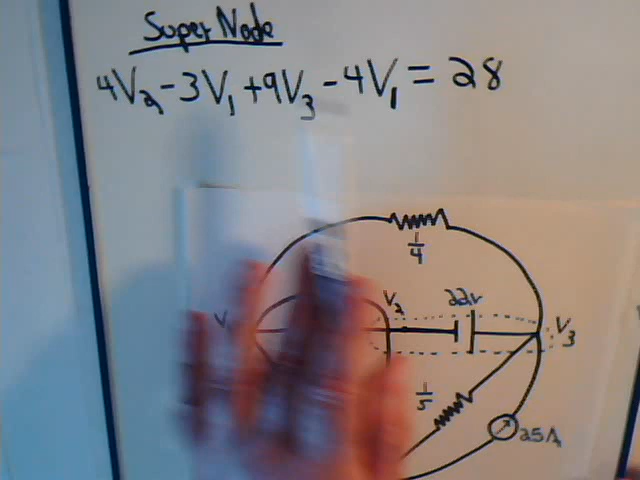 Super Node
4V₂ - 3V₁ + 9V₃ - 4V₁ = 28
1/4
V₂
22v
V₃
1/5
25A